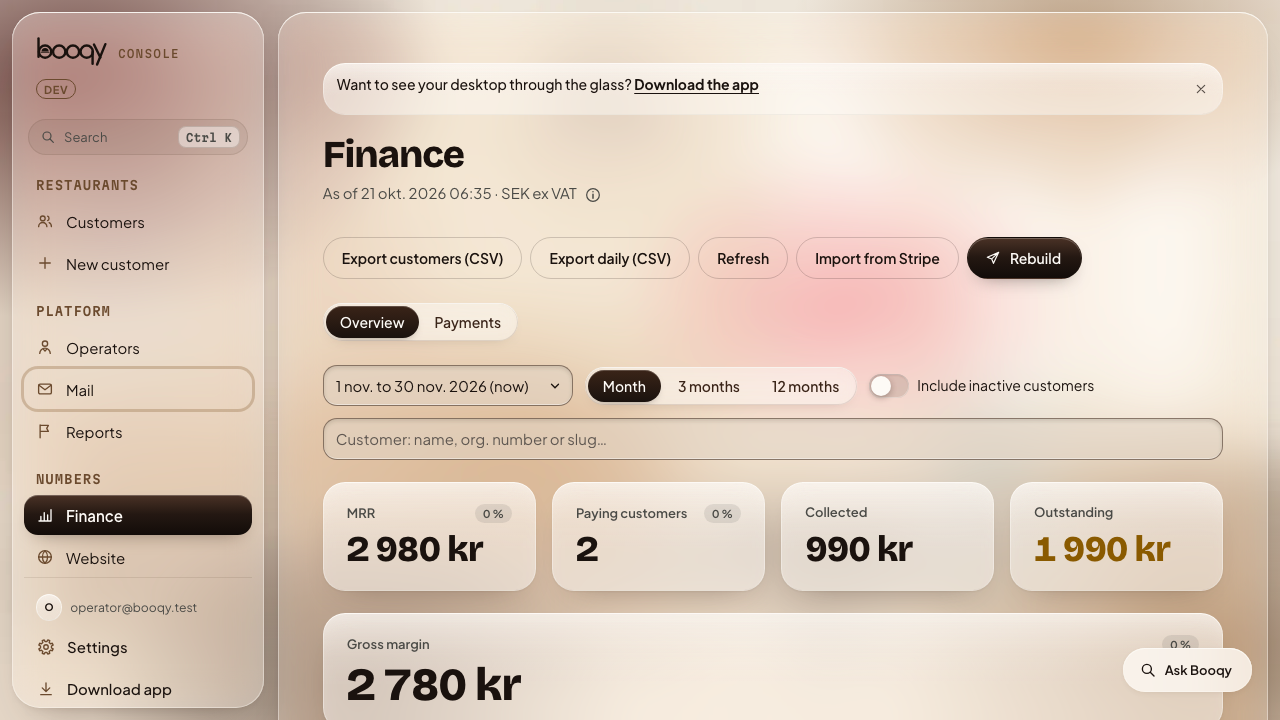 booqy CONSOLE
DEV
Search Ctrl K
RESTAURANTS
Customers
New customer
PLATFORM
Operators
Mail
Reports
NUMBERS
Finance
Website
O operator@booqy.test
Settings
Download app
Want to see your desktop through the glass? Download the app
Finance
As of 21 okt. 2026 06:35 · SEK ex VAT
Export customers (CSV) Export daily (CSV) Refresh Import from Stripe Rebuild
Overview Payments
1 nov. to 30 nov. 2026 (now) Month 3 months 12 months Include inactive customers
Customer: name, org. number or slug…
MRR 0 % Paying customers 0 % Collected Outstanding
2 980 kr 2 990 kr 1 990 kr
Gross margin 0 %
2 780 kr
Ask Booqy